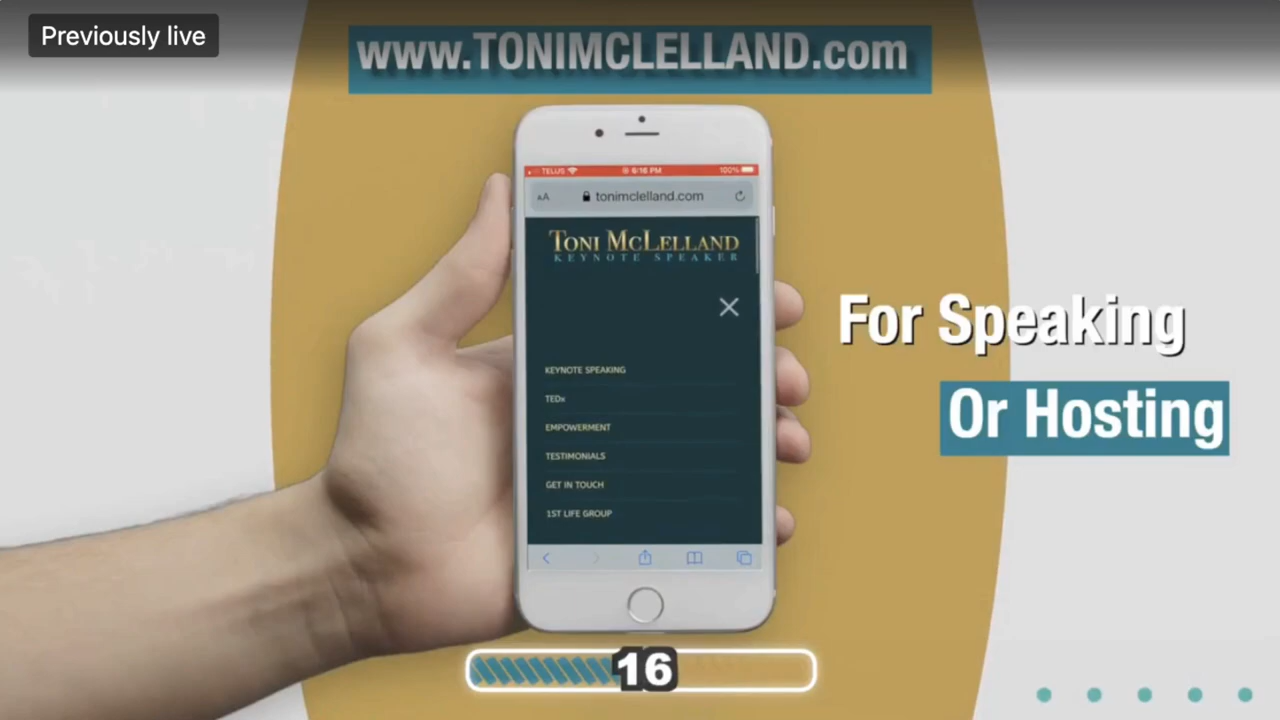 Previously live
www.TONIMCLELLAND.com
TELUS 6:16 PM 100%
AA tonimclelland.com
TONI MCLELLAND
KEYNOTE SPEAKER
KEYNOTE SPEAKING
TEDx
EMPOWERMENT
TESTIMONIALS
GET IN TOUCH
1ST LIFE GROUP
For Speaking
Or Hosting
16